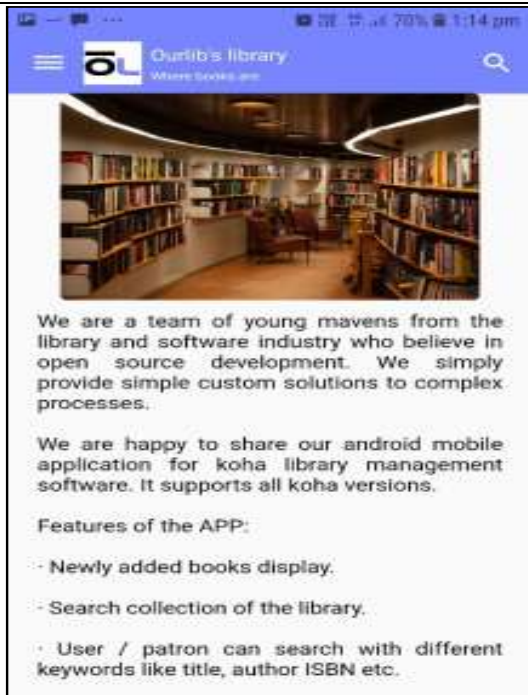 70% 1:14 pm
ōL
Ourlib's library
Where books are
We are a team of young mavens from the
library and software industry who believe in
open source development. We simply
provide simple custom solutions to complex
processes.
We are happy to share our android mobile
application for koha library management
software. It supports all koha versions.
Features of the APP:
· Newly added books display.
· Search collection of the library.
· User / patron can search with different
keywords like title, author ISBN etc.